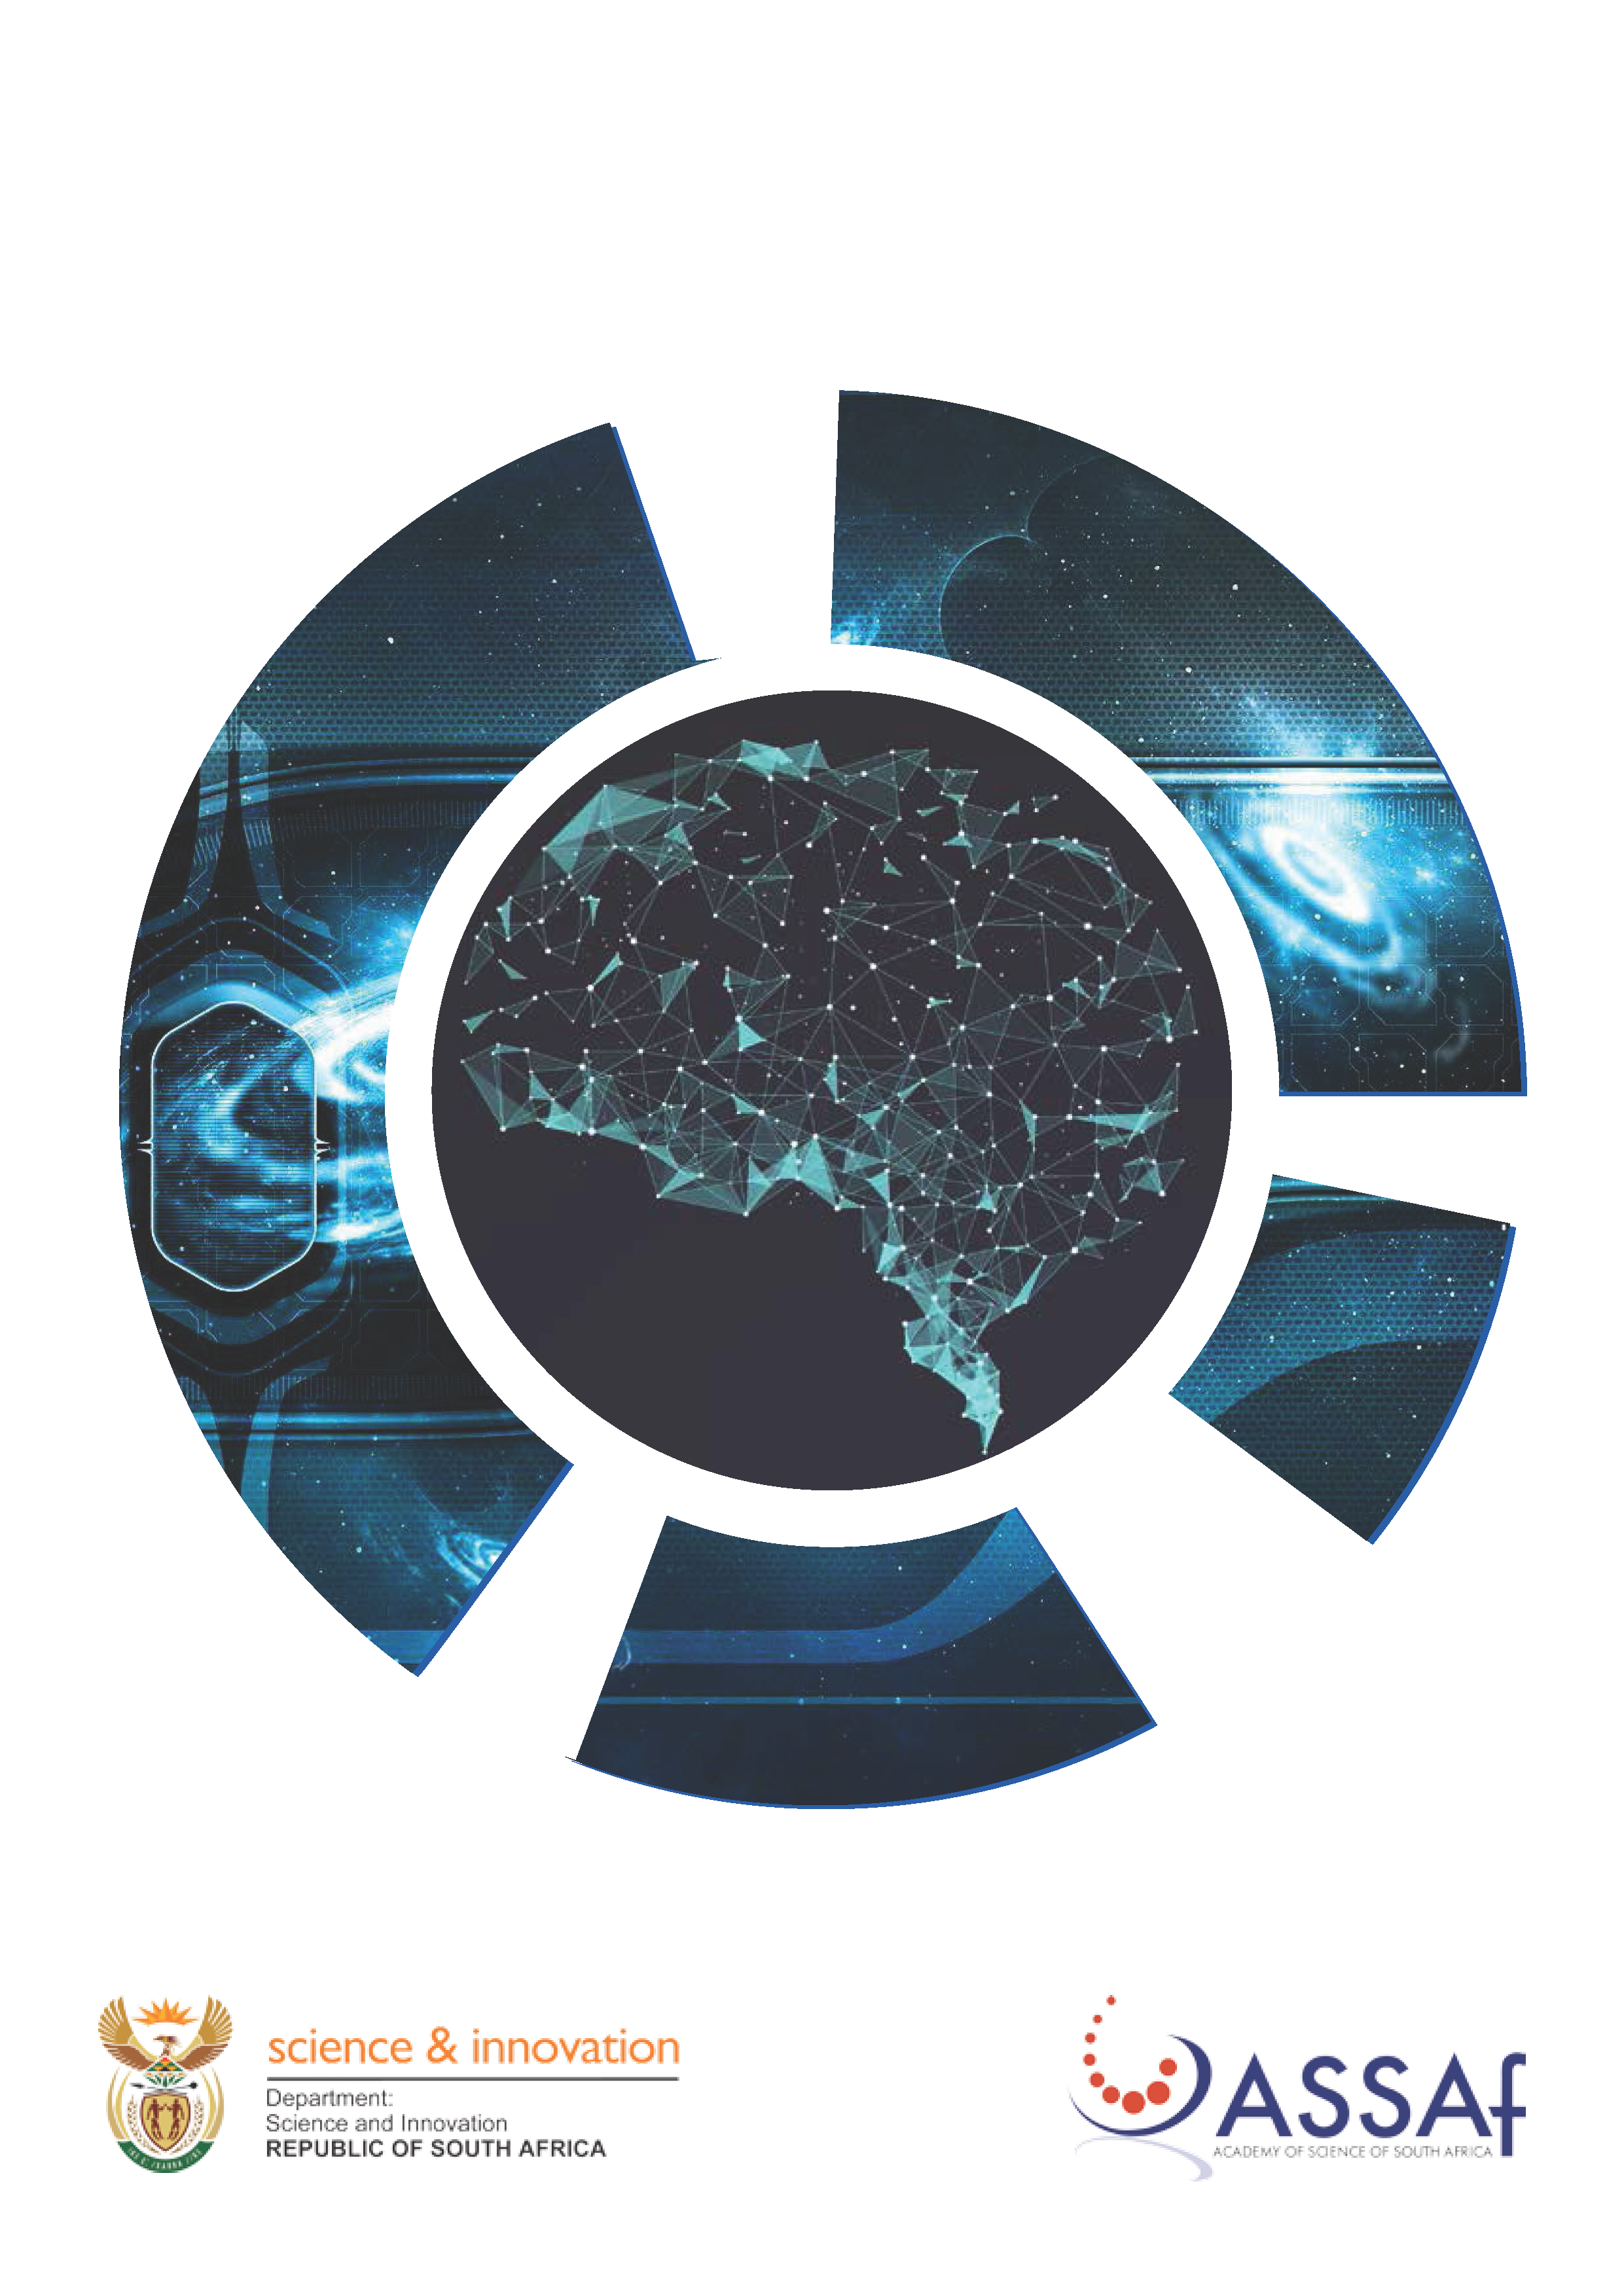 science & innovation
Department:
Science and Innovation
REPUBLIC OF SOUTH AFRICA
ASSAf
ACADEMY OF SCIENCE OF SOUTH AFRICA